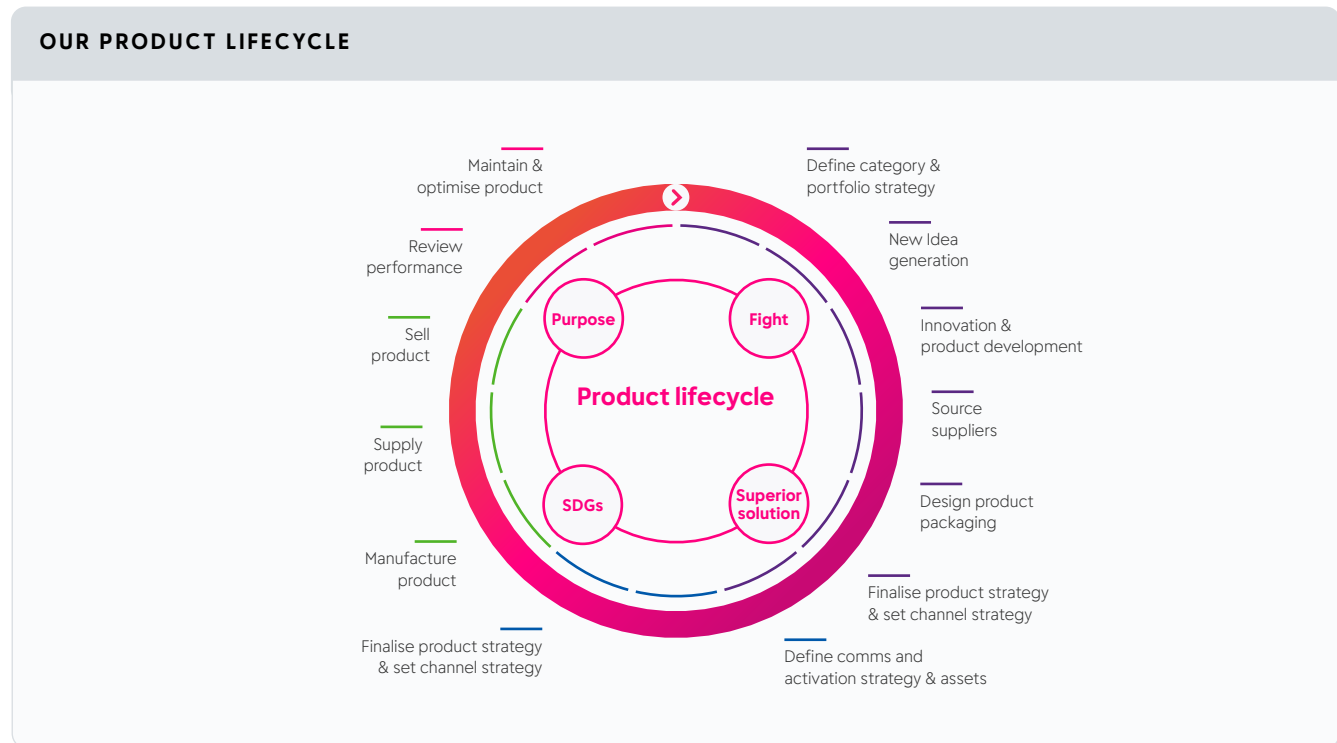 OUR PRODUCT LIFECYCLE
Define category &
portfolio strategy
New Idea
generation
Innovation &
product development
Source
suppliers
Design product
packaging
Finalise product strategy
& set channel strategy
Define comms and
activation strategy & assets
Finalise product strategy
& set channel strategy
Manufacture
product
Supply
product
Sell
product
Review
performance
Maintain &
optimise product
Purpose
Fight
Product lifecycle
SDGs
Superior
solution